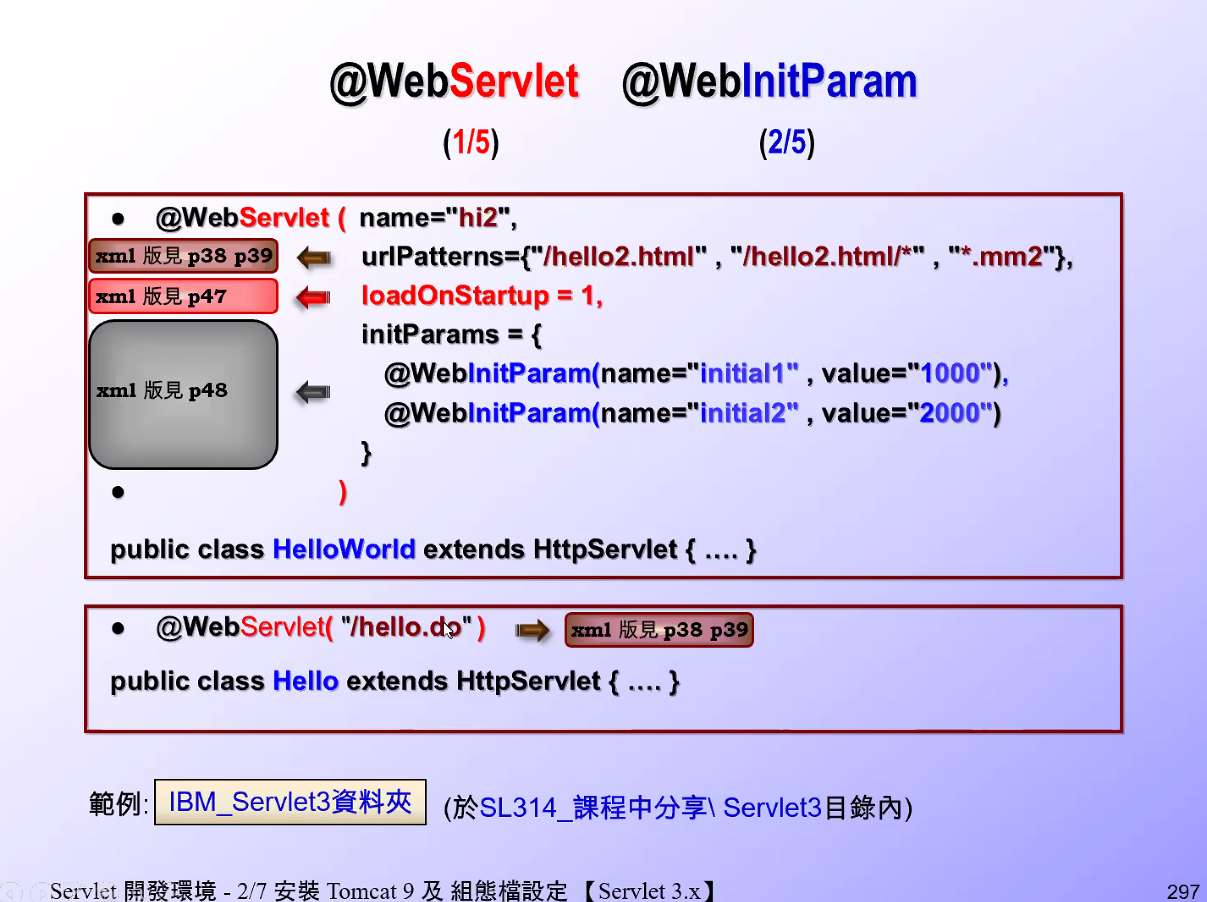 @WebServlet @WebInitParam
(1/5) (2/5)
● @WebServlet ( name="hi2",
xml 版見 p38 p39 urlPatterns={"/hello2.html" , "/hello2.html/*" , "*.mm2"},
xml 版見 p47 loadOnStartup = 1,
initParams = {
@WebInitParam(name="initial1" , value="1000"),
xml 版見 p48
@WebInitParam(name="initial2" , value="2000")
}
● )
public class HelloWorld extends HttpServlet { …. }
● @WebServlet( "/hello.do" ) xml 版見 p38 p39
public class Hello extends HttpServlet { …. }
範例: IBM_Servlet3資料夾 (於SL314_課程中分享\ Servlet3目錄內)
Servlet 開發環境 - 2/7 安裝 Tomcat 9 及 組態檔設定 【Servlet 3.x】 297